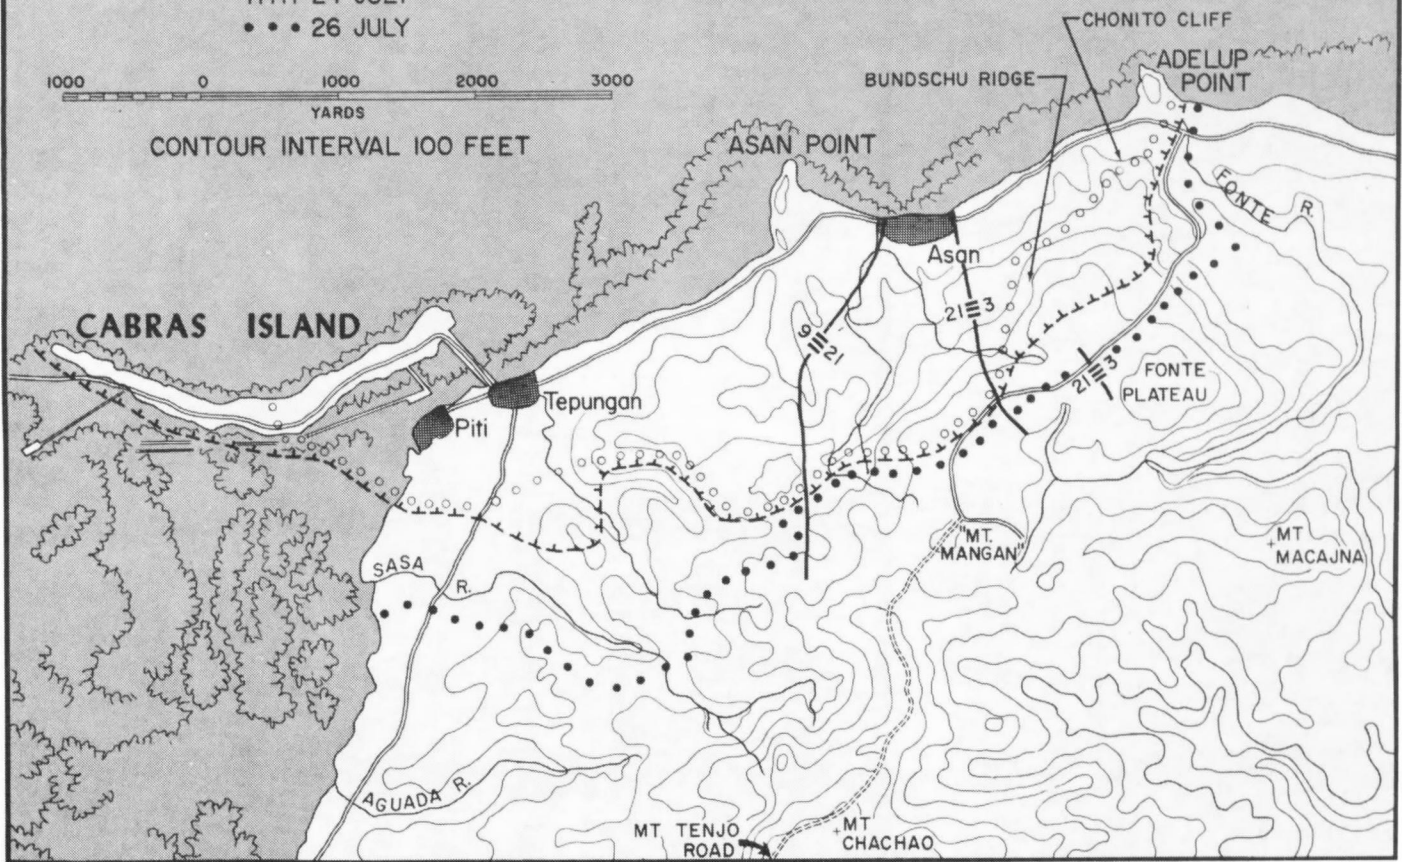 26 JULY
1000 0 1000 2000 3000
YARDS
CONTOUR INTERVAL 100 FEET
CHONITO CLIFF
ADELUP
POINT
BUNDSCHU RIDGE
ASAN POINT
FONTE R.
Asan
21 3
9 21
CABRAS ISLAND
21 3
FONTE
PLATEAU
Tepungan
Piti
"MT.
MANGAN"
MT
MACAJNA
SASA R.
AGUADA R.
MT TENJO
ROAD
MT
CHACHAO